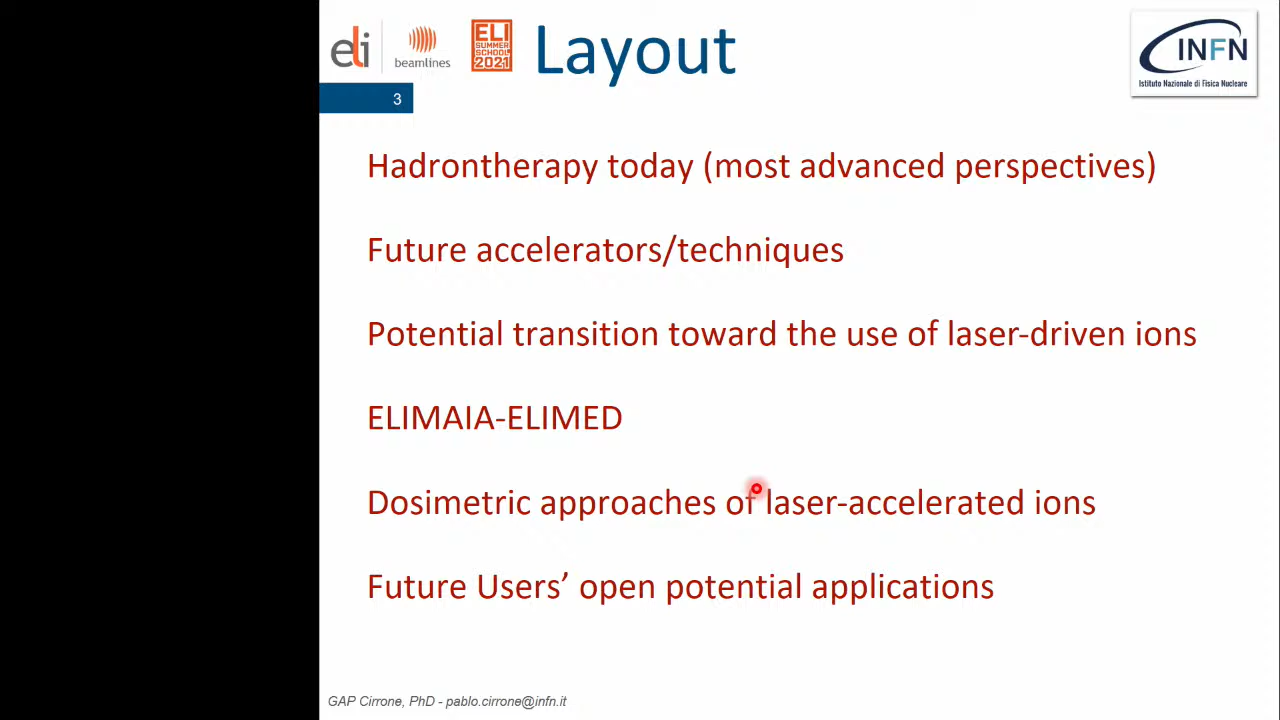 eli
beamlines
ELI
SUMMER
SCHOOL
2021
Layout
INFN
Istituto Nazionale di Fisica Nucleare
3
Hadrontherapy today (most advanced perspectives)
Future accelerators/techniques
Potential transition toward the use of laser-driven ions
ELIMAIA-ELIMED
Dosimetric approaches of laser-accelerated ions
Future Users’ open potential applications
GAP Cirrone, PhD - pablo.cirrone@infn.it